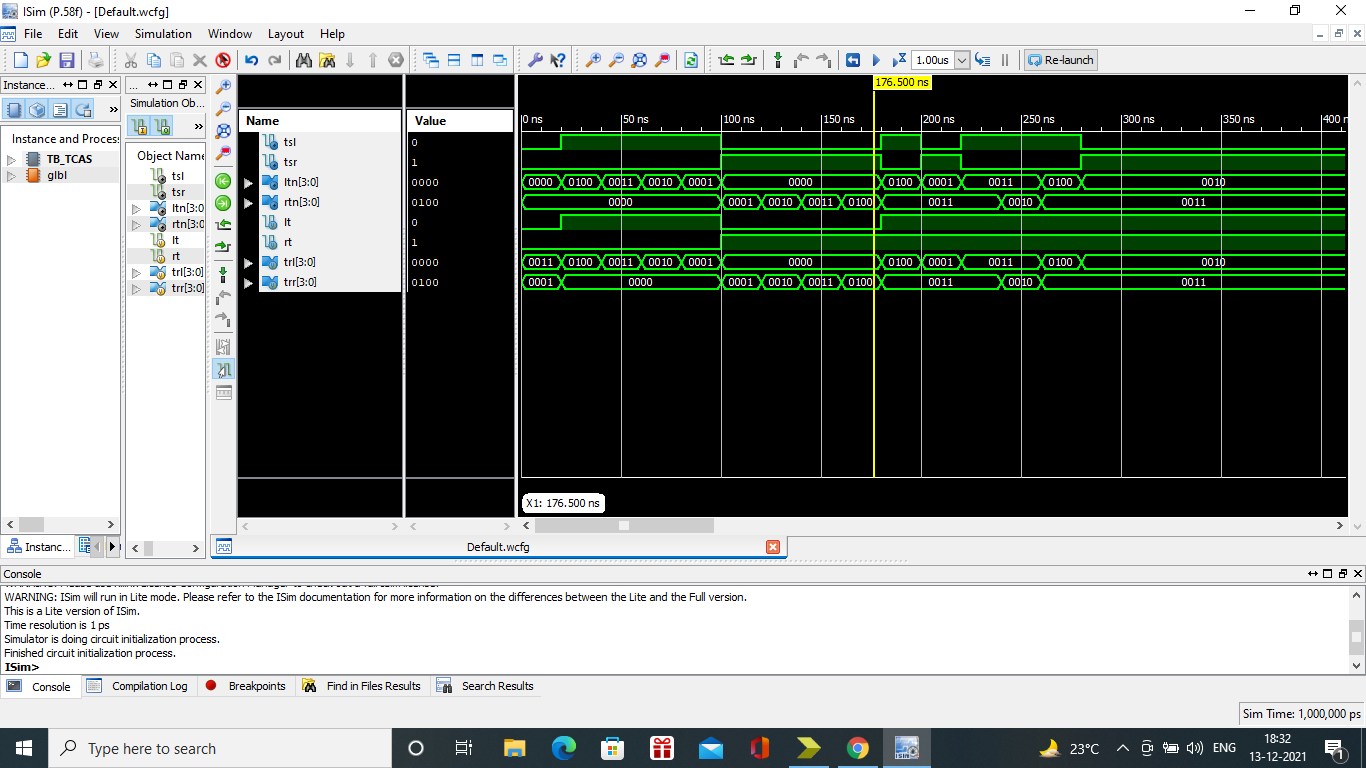 ISim (P.58f) - [Default.wcfg]
File Edit View Simulation Window Layout Help
1.00us Re-launch
Instance... ... 176.500 ns
Simulation Ob...
Instance and Process
TB_TCAS
glbl
Object Name
tsl
tsr
ltn[3:0]
rtn[3:0]
lt
rt
trl[3:0]
trr[3:0]
Name Value
0 ns 50 ns 100 ns 150 ns 200 ns 250 ns 300 ns 350 ns 400 n
tsl 0
tsr 1
ltn[3:0] 0000 0000 0100 0011 0010 0001 0000 0100 0001 0011 0100 0010
rtn[3:0] 0100 0000 0001 0010 0011 0100 0011 0010 0011
lt 0
rt 1
trl[3:0] 0000 0011 0100 0011 0010 0001 0000 0100 0001 0011 0100 0010
trr[3:0] 0100 0001 0000 0001 0010 0011 0100 0011 0010 0011
X1: 176.500 ns
Instanc... Default.wcfg
Console
WARNING: ISim will run in Lite mode. Please refer to the ISim documentation for more information on the differences between the Lite and the Full version.
This is a Lite version of ISim.
Time resolution is 1 ps
Simulator is doing circuit initialization process.
Finished circuit initialization process.
ISim>
Console Compilation Log Breakpoints Find in Files Results Search Results
Sim Time: 1,000,000 ps
Type here to search 23°C ENG 18:32
13-12-2021 1